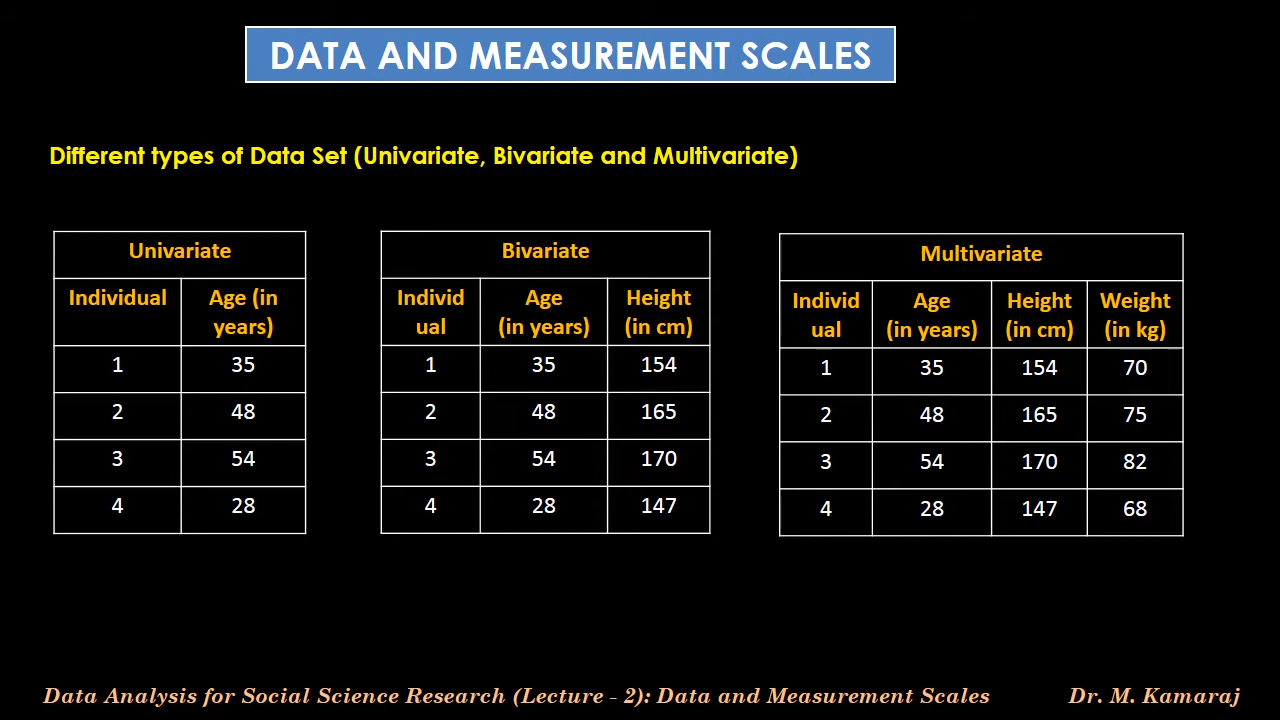 DATA AND MEASUREMENT SCALES
Different types of Data Set (Univariate, Bivariate and Multivariate)
Univariate
Individual Age (in
years)
1 35
2 48
3 54
4 28
Bivariate
Individ Age Height
ual (in years) (in cm)
1 35 154
2 48 165
3 54 170
4 28 147
Multivariate
Individ Age Height Weight
ual (in years) (in cm) (in kg)
1 35 154 70
2 48 165 75
3 54 170 82
4 28 147 68
Data Analysis for Social Science Research (Lecture - 2): Data and Measurement Scales Dr. M. Kamaraj